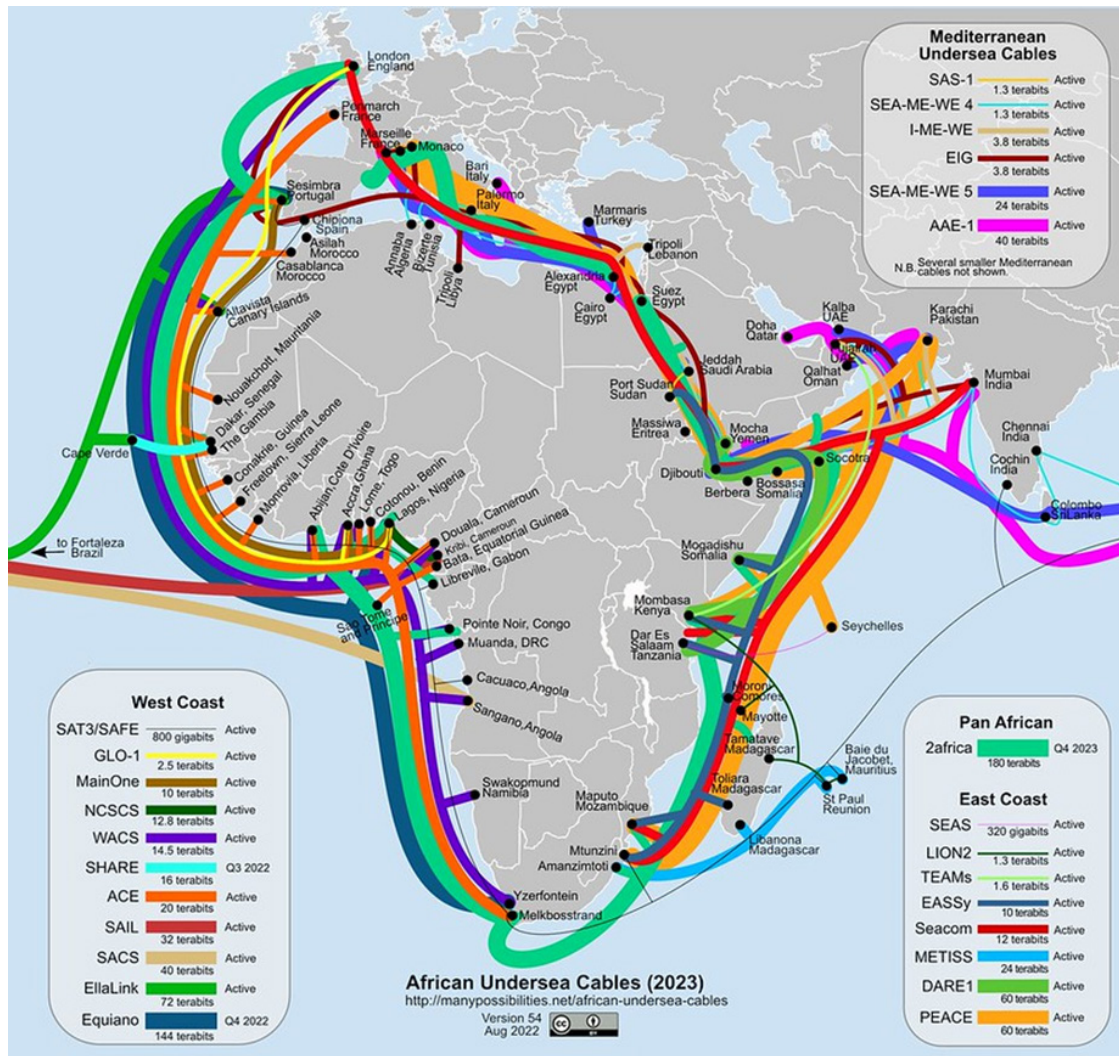 Mediterranean
Undersea Cables
SAS-1 Active
1.3 terabits
SEA-ME-WE 4 Active
1.3 terabits
I-ME-WE Active
3.8 terabits
EIG Active
3.8 terabits
SEA-ME-WE 5 Active
24 terabits
AAE-1 Active
40 terabits
N.B. Several smaller Mediterranean
cables not shown.
London
England
Penmarch
France
Marseille
France
Monaco
Bari
Italy
Palermo
Italy
Sesimbra
Portugal
Chipiona
Spain
Asilah
Morocco
Casablanca
Morocco
Annaba
Algeria
Bizerte
Tunisia
Tripoli
Libya
Marmaris
Turkey
Tripoli
Lebanon
Alexandria
Egypt
Cairo
Egypt
Suez
Egypt
Altavista
Canary Islands
Doha
Qatar
Kalba
UAE
Fujairah
UAE
Qalhat
Oman
Karachi
Pakistan
Mumbai
India
Chennai
India
Cochin
India
Colombo
Sri Lanka
Jeddah
Saudi Arabia
Port Sudan
Sudan
Massiwa
Eritrea
Mocha
Yemen
Djibouti
Berbera
Bossasa
Somalia
Socotra
Nouakchott, Mauritania
Dakar, Senegal
The Gambia
Cape Verde
Conakrie, Guinea
Freetown, Sierra Leone
Monrovia, Liberia
Abijan,Cote D'Ivoire
Accra Ghana
Lome, Togo
Cotonou, Benin
Lagos, Nigeria
Douala, Cameroun
Kribi, Cameroun
Bata, Equatorial Guinea
Libreville, Gabon
Sao Tome
and Principe
to Fortaleza
Brazil
Pointe Noir, Congo
Muanda, DRC
Cacuaco,Angola
Sangano,Angola
Swakopmund
Namibia
Yzerfontein
Melkbosstrand
Mogadishu
Somalia
Mombasa
Kenya
Dar Es
Salaam
Tanzania
Seychelles
Moroni
Comores
Mayotte
Tamatave
Madagascar
Toliara
Madagascar
Maputo
Mozambique
Mtunzini
Amanzimtoti
Libanona
Madagascar
Baie du
Jacobet,
Mauritius
St Paul
Reunion
West Coast
SAT3/SAFE Active
800 gigabits
GLO-1 Active
2.5 terabits
MainOne Active
10 terabits
NCSCS Active
12.8 terabits
WACS Active
14.5 terabits
SHARE Q3 2022
16 terabits
ACE Active
20 terabits
SAIL Active
32 terabits
SACS Active
40 terabits
EllaLink Active
72 terabits
Equiano Q4 2022
144 terabits
Pan African
2africa Q4 2023
180 terabits
East Coast
SEAS Active
320 gigabits
LION2 Active
1.3 terabits
TEAMs Active
1.6 terabits
EASSy Active
10 terabits
Seacom Active
12 terabits
METISS Active
24 terabits
DARE1 Active
60 terabits
PEACE Active
60 terabits
African Undersea Cables (2023)
http://manypossibilities.net/african-undersea-cables
Version 54
Aug 2022
cc
BY